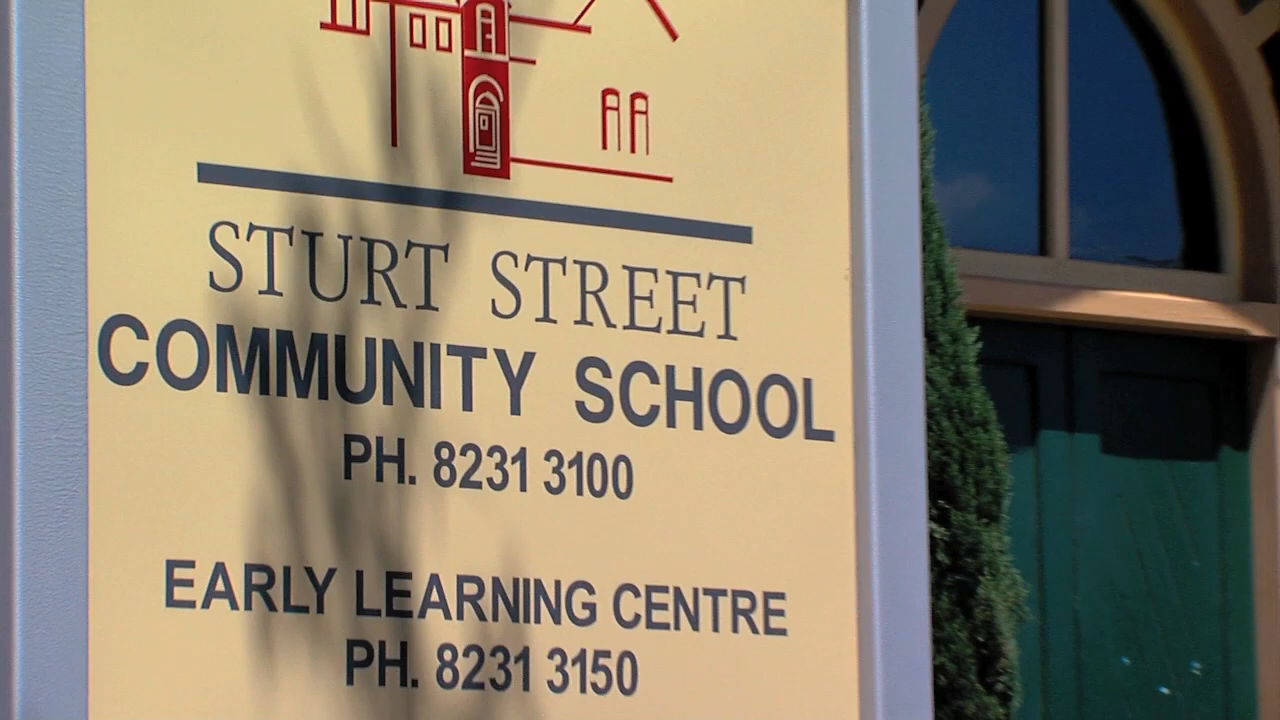 STURT STREET
COMMUNITY SCHOOL
PH. 8231 3100
EARLY LEARNING CENTRE
PH. 8231 3150